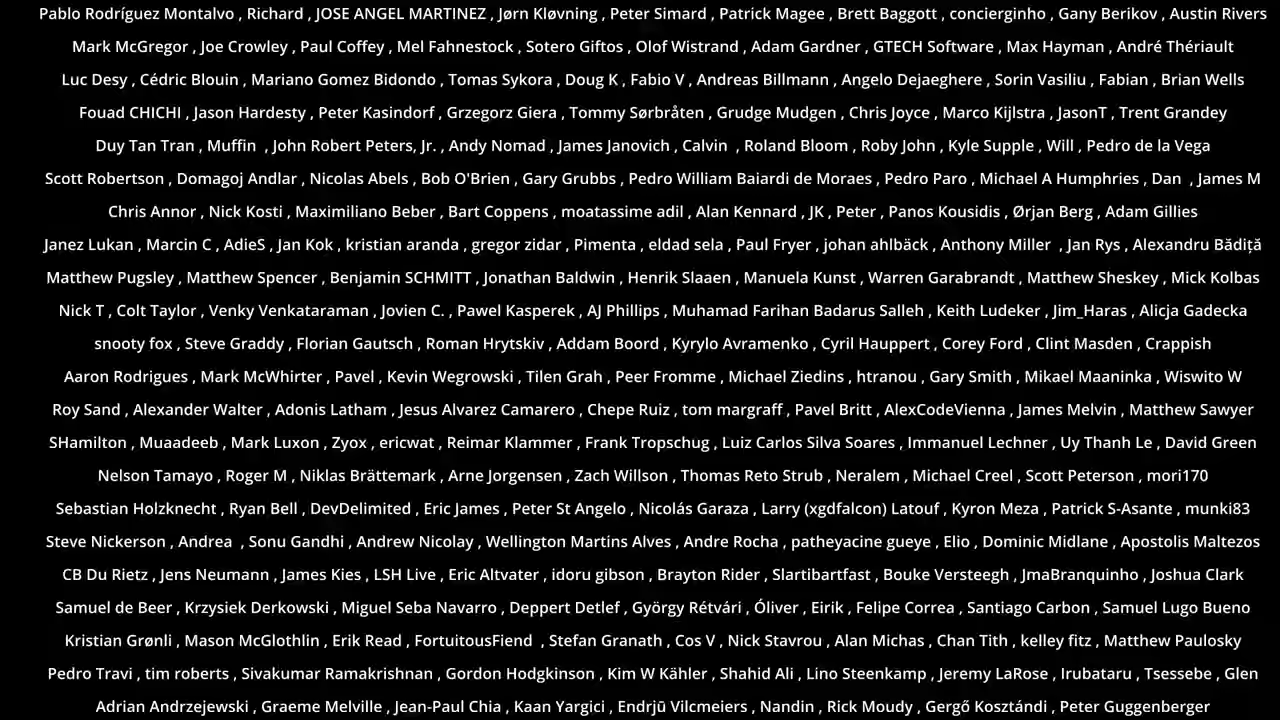 Pablo Rodríguez Montalvo , Richard , JOSE ANGEL MARTINEZ , Jørn Kløvning , Peter Simard , Patrick Magee , Brett Baggott , concierginho , Gany Berikov , Austin Rivers
Mark McGregor , Joe Crowley , Paul Coffey , Mel Fahnestock , Sotero Giftos , Olof Wistrand , Adam Gardner , GTECH Software , Max Hayman , André Thériault
Luc Desy , Cédric Blouin , Mariano Gomez Bidondo , Tomas Sykora , Doug K , Fabio V , Andreas Billmann , Angelo Dejaeghere , Sorin Vasiliu , Fabian , Brian Wells
Fouad CHICHI , Jason Hardesty , Peter Kasindorf , Grzegorz Giera , Tommy Sørbråten , Grudge Mudgen , Chris Joyce , Marco Kijlstra , JasonT , Trent Grandey
Duy Tan Tran , Muffin , John Robert Peters, Jr. , Andy Nomad , James Janovich , Calvin , Roland Bloom , Roby John , Kyle Supple , Will , Pedro de la Vega
Scott Robertson , Domagoj Andlar , Nicolas Abels , Bob O'Brien , Gary Grubbs , Pedro William Baiardi de Moraes , Pedro Paro , Michael A Humphries , Dan , James M
Chris Annor , Nick Kosti , Maximiliano Beber , Bart Coppens , moatassime adil , Alan Kennard , JK , Peter , Panos Kousidis , Ørjan Berg , Adam Gillies
Janez Lukan , Marcin C , AdieS , Jan Kok , kristian aranda , gregor zidar , Pimenta , eldad sela , Paul Fryer , johan ahlbäck , Anthony Miller , Jan Rys , Alexandru Bădiță
Matthew Pugsley , Matthew Spencer , Benjamin SCHMITT , Jonathan Baldwin , Henrik Slaaen , Manuela Kunst , Warren Garabrandt , Matthew Sheskey , Mick Kolbas
Nick T , Colt Taylor , Venky Venkataraman , Jovien C. , Pawel Kasperek , AJ Phillips , Muhamad Farihan Badarus Salleh , Keith Ludeker , Jim_Haras , Alicja Gadecka
snooty fox , Steve Graddy , Florian Gautsch , Roman Hrytskiv , Addam Boord , Kyrylo Avramenko , Cyril Hauppert , Corey Ford , Clint Masden , Crappish
Aaron Rodrigues , Mark McWhirter , Pavel , Kevin Wegrowski , Tilen Grah , Peer Fromme , Michael Ziedins , htranou , Gary Smith , Mikael Maaninka , Wiswito W
Roy Sand , Alexander Walter , Adonis Latham , Jesus Alvarez Camarero , Chepe Ruiz , tom margraff , Pavel Britt , AlexCodeVienna , James Melvin , Matthew Sawyer
SHamilton , Muaadeeb , Mark Luxon , Zyox , ericwat , Reimar Klammer , Frank Tropschug , Luiz Carlos Silva Soares , Immanuel Lechner , Uy Thanh Le , David Green
Nelson Tamayo , Roger M , Niklas Brättemark , Arne Jorgensen , Zach Willson , Thomas Reto Strub , Neralem , Michael Creel , Scott Peterson , mori170
Sebastian Holzknecht , Ryan Bell , DevDelimited , Eric James , Peter St Angelo , Nicolás Garaza , Larry (xgdfalcon) Latouf , Kyron Meza , Patrick S-Asante , munki83
Steve Nickerson , Andrea , Sonu Gandhi , Andrew Nicolay , Wellington Martins Alves , Andre Rocha , patheyacine gueye , Elio , Dominic Midlane , Apostolis Maltezos
CB Du Rietz , Jens Neumann , James Kies , LSH Live , Eric Altvater , idoru gibson , Brayton Rider , Slartibartfast , Bouke Versteegh , JmaBranquinho , Joshua Clark
Samuel de Beer , Krzysiek Derkowski , Miguel Seba Navarro , Deppert Detlef , György Rétvári , Óliver , Eirik , Felipe Correa , Santiago Carbon , Samuel Lugo Bueno
Kristian Grønli , Mason McGlothlin , Erik Read , FortuitousFiend , Stefan Granath , Cos V , Nick Stavrou , Alan Michas , Chan Tith , kelley fitz , Matthew Paulosky
Pedro Travi , tim roberts , Sivakumar Ramakrishnan , Gordon Hodgkinson , Kim W Kähler , Shahid Ali , Lino Steenkamp , Jeremy LaRose , Irubataru , Tsessebe , Glen
Adrian Andrzejewski , Graeme Melville , Jean-Paul Chia , Kaan Yargici , Endrjū Vilcmeiers , Nandin , Rick Moudy , Gergő Kosztándi , Peter Guggenberger